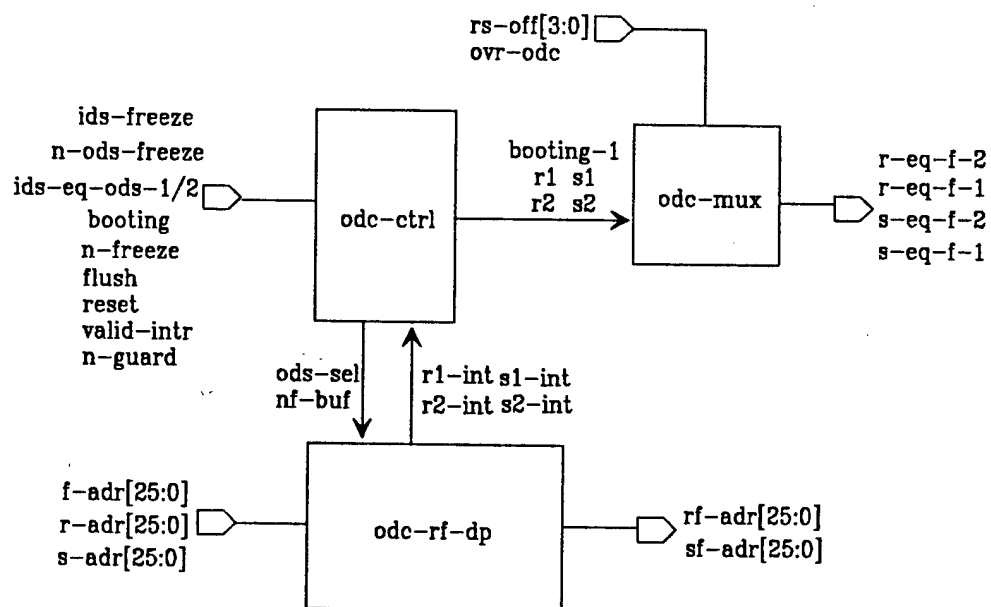 rs-off[3:0]
ovr-odc
ids-freeze
n-ods-freeze
ids-eq-ods-1/2
booting
n-freeze
flush
reset
valid-intr
n-guard
odc-ctrl
booting-1
r1 s1
r2 s2
odc-mux
r-eq-f-2
r-eq-f-1
s-eq-f-2
s-eq-f-1
ods-sel
nf-buf
r1-int s1-int
r2-int s2-int
f-adr[25:0]
r-adr[25:0]
s-adr[25:0]
odc-rf-dp
rf-adr[25:0]
sf-adr[25:0]